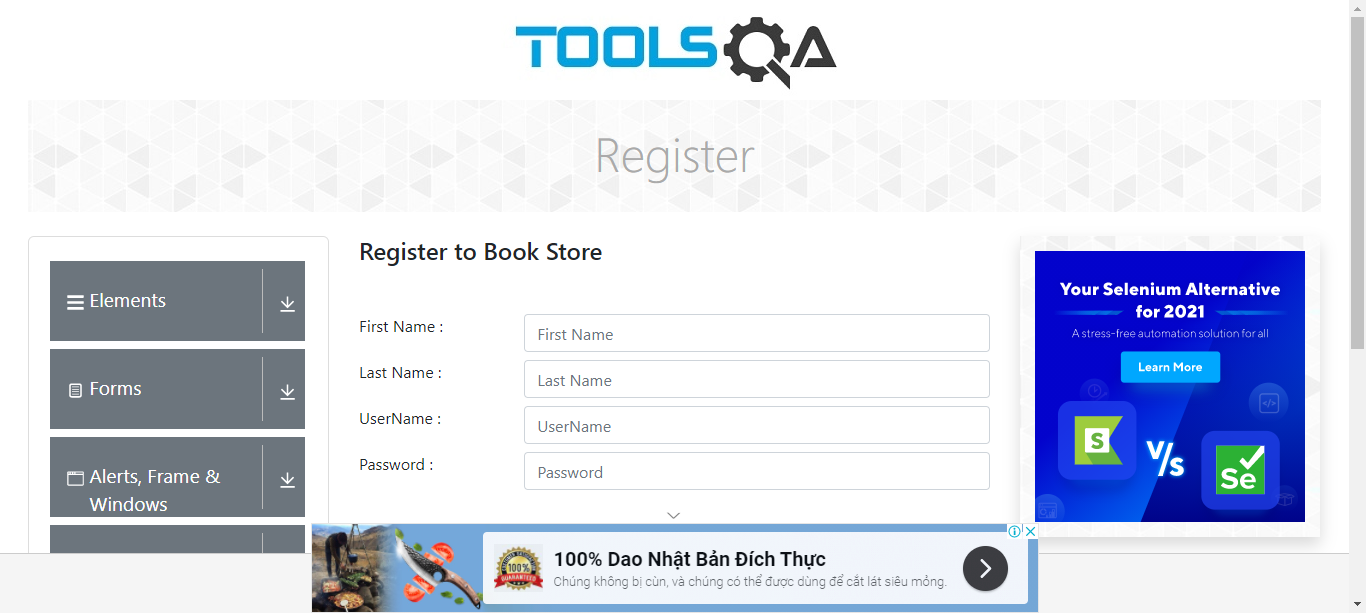 TOOLSQA
Register
Elements
Forms
Alerts, Frame &
Windows
Register to Book Store
First Name :
First Name
Last Name :
Last Name
UserName :
UserName
Password :
Password
Your Selenium Alternative
for 2021
A stress-free automation solution for all
Learn More
S
V/s
Se
100%
GUARANTEED
100% Dao Nhật Bản Đích Thực
Chúng không bị cùn, và chúng có thể được dùng để cắt lát siêu mỏng.